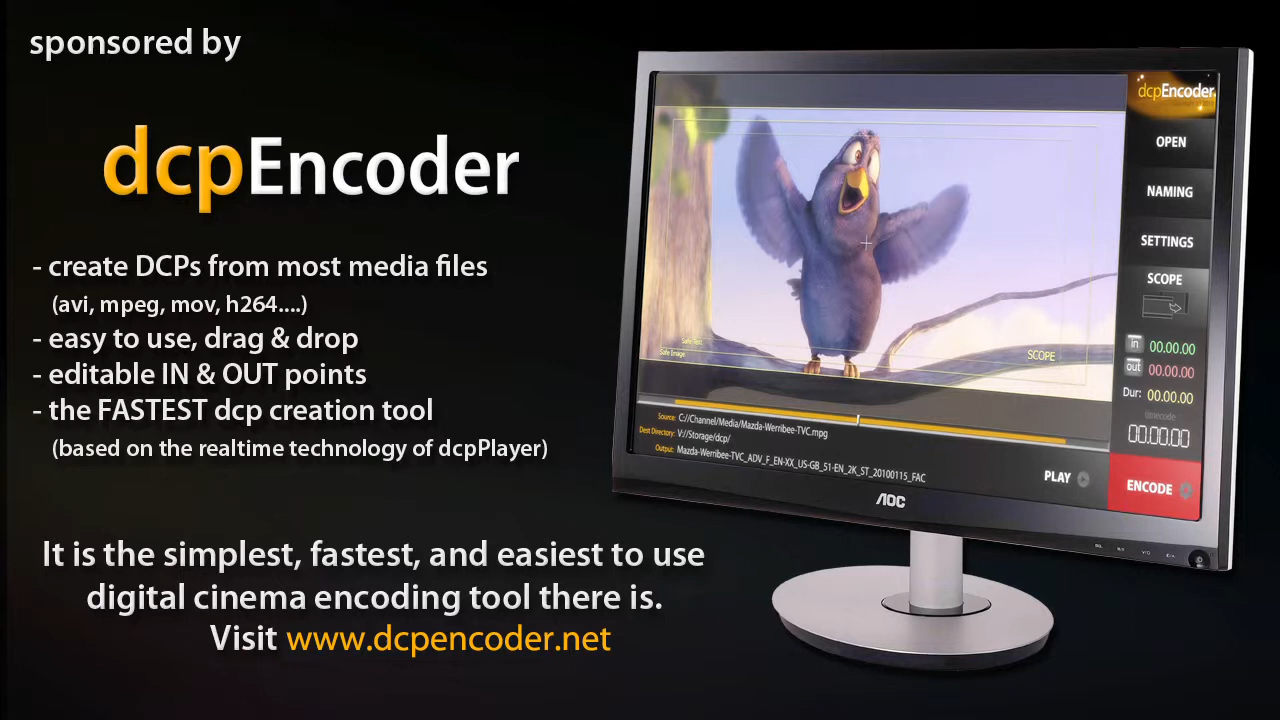 sponsored by
dcpEncoder
- create DCPs from most media files
(avi, mpeg, mov, h264....)
- easy to use, drag & drop
- editable IN & OUT points
- the FASTEST dcp creation tool
(based on the realtime technology of dcpPlayer)
It is the simplest, fastest, and easiest to use
digital cinema encoding tool there is.
Visit www.dcpencoder.net
dcpEncoder
OPEN
NAMING
SETTINGS
SCOPE
in 00.00.00
out 00.00.00
Dur: 00.00.00
timecode
00.00.00
ENCODE
Safe Text
Safe Image
SCOPE
Source: C://Channel/Media/Mazda-Werribee-TVC.mpg
Dest Directory: V://Storage/dcp/
Output: Mazda-Werribee-TVC_ADV_F_EN-XX_US-GB_51-EN_2K_ST_20100115_FAC
PLAY
AOC